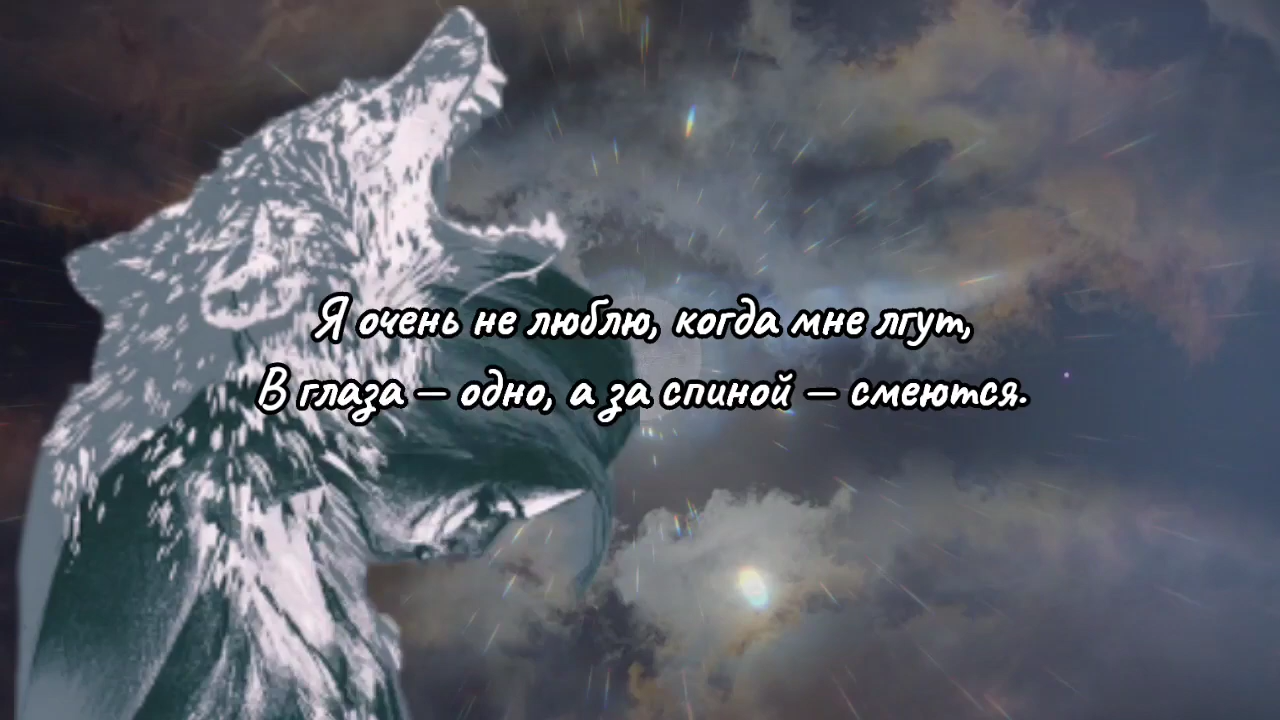 Я очень не люблю, когда мне лгут,
В глаза — одно, а за спиной — смеются.